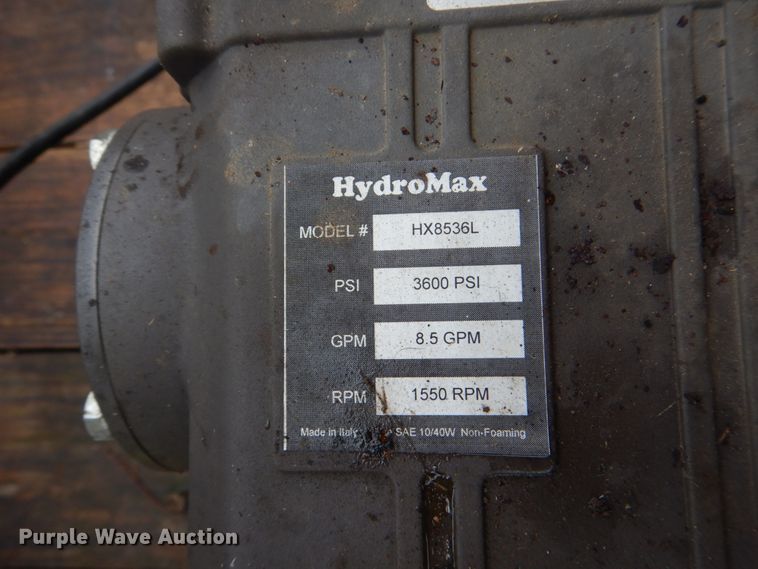 HydroMax
MODEL # HX8536L
PSI 3600 PSI
GPM 8.5 GPM
RPM 1550 RPM
Made in Italy SAE 10/40W Non-Foaming
Purple Wave Auction